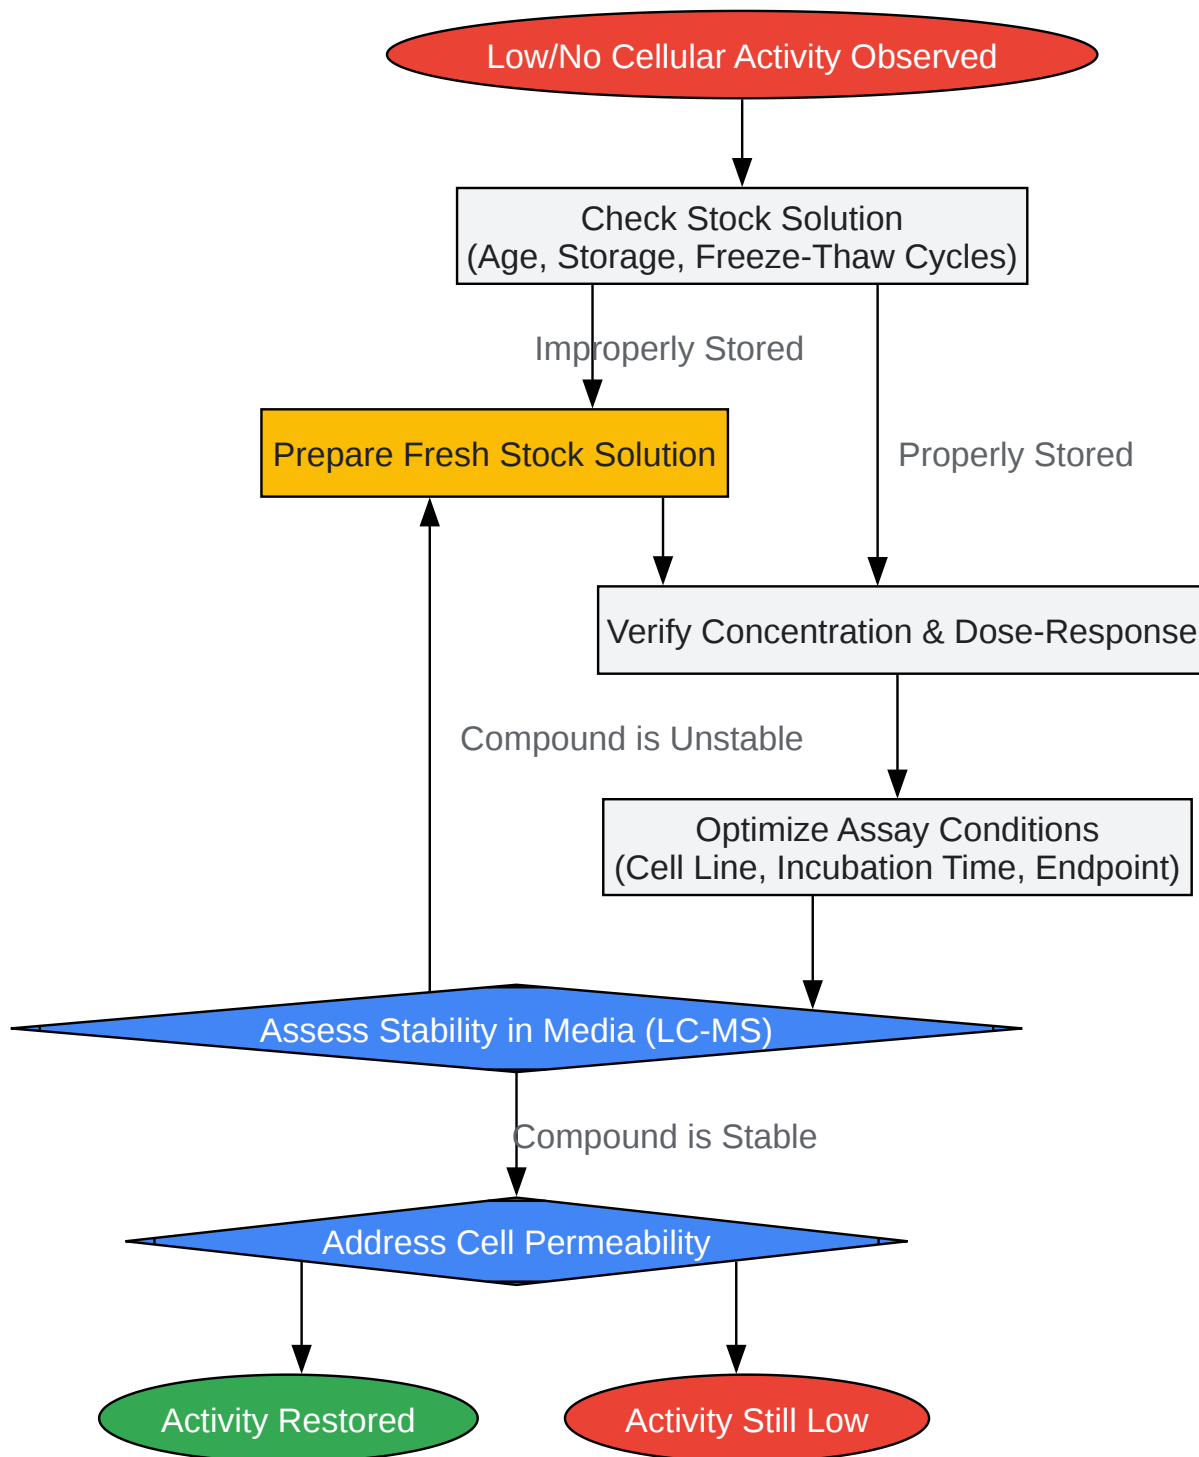 Low/No Cellular Activity Observed
Check Stock Solution
(Age, Storage, Freeze-Thaw Cycles)
Improperly Stored
Prepare Fresh Stock Solution
Properly Stored
Verify Concentration & Dose-Response
Compound is Unstable
Optimize Assay Conditions
(Cell Line, Incubation Time, Endpoint)
Assess Stability in Media (LC-MS)
Compound is Stable
Address Cell Permeability
Activity Restored
Activity Still Low